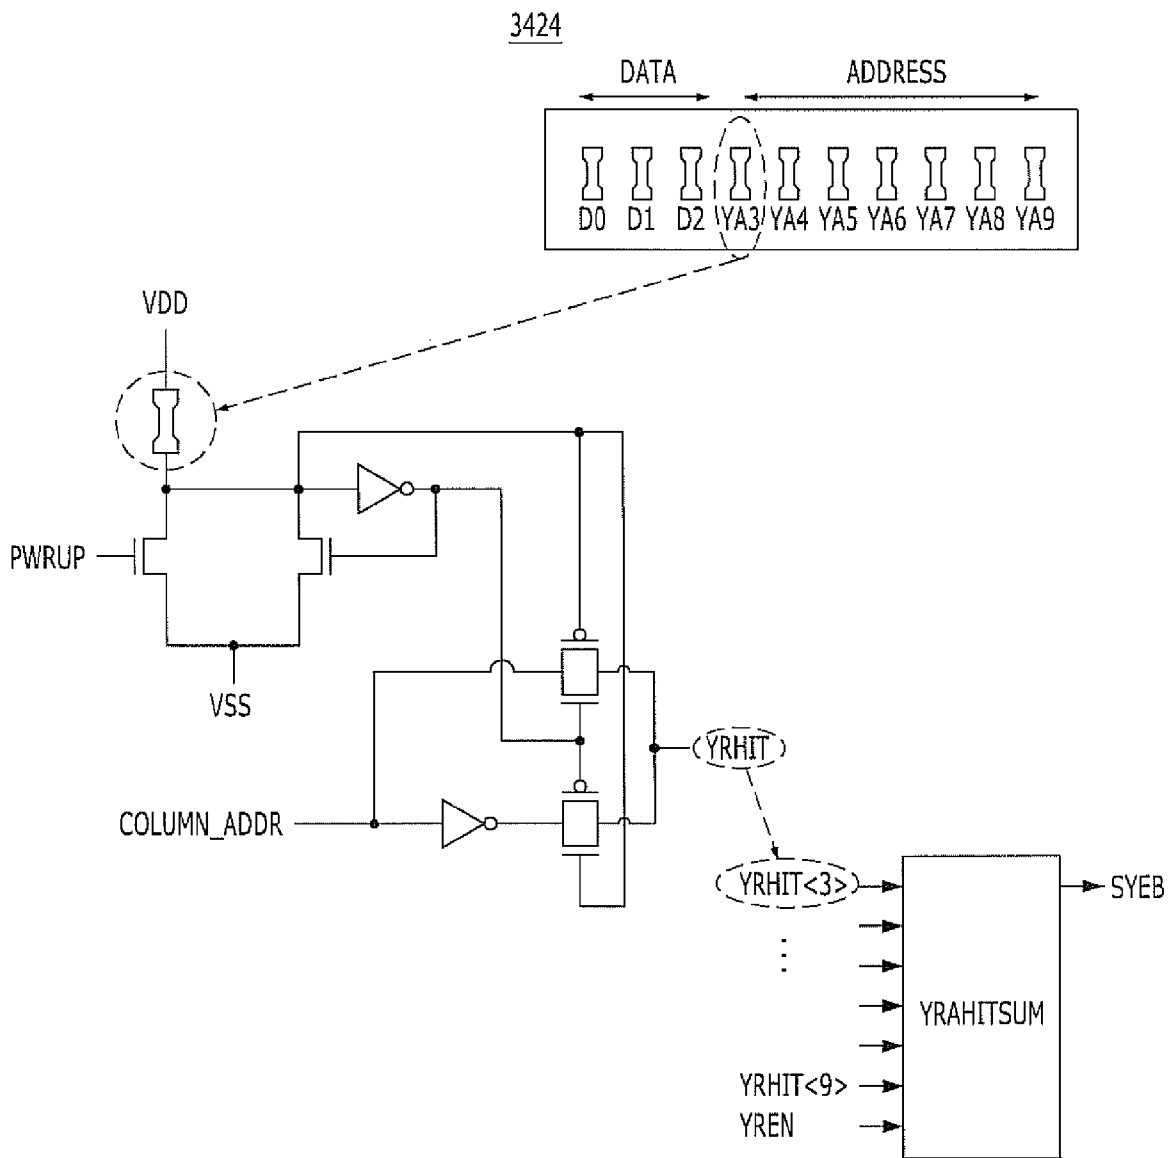 3424
DATA ADDRESS
D0 D1 D2 YA3 YA4 YA5 YA6 YA7 YA8 YA9
VDD
PWRUP
VSS
YRHIT
COLUMN_ADDR
YRHIT<3>
SYEB
YRAHITSUM
YRHIT<9>
YREN